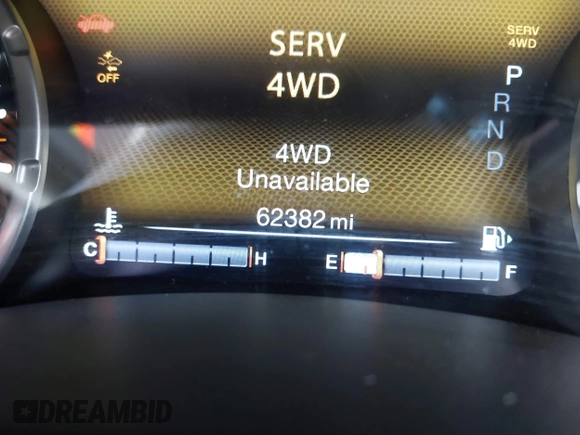 SERV
4WD
SERV
4WD
OFF
P
R
N
D
4WD
Unavailable
62382 mi
C H E F
DREAMBID